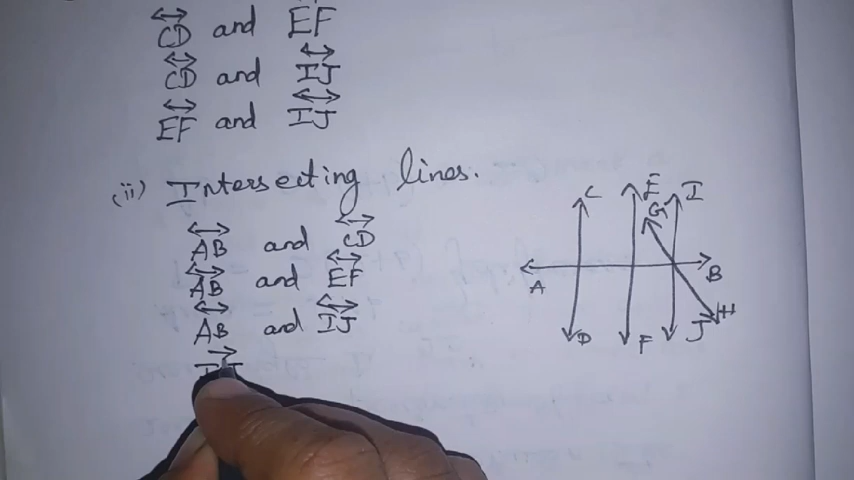 CD and EF
CD and IJ
EF and IJ
(ii) Intersecting lines.
AB and CD
AB and EF
AB and IJ
IJ
C E I
G
A B
H
D F J